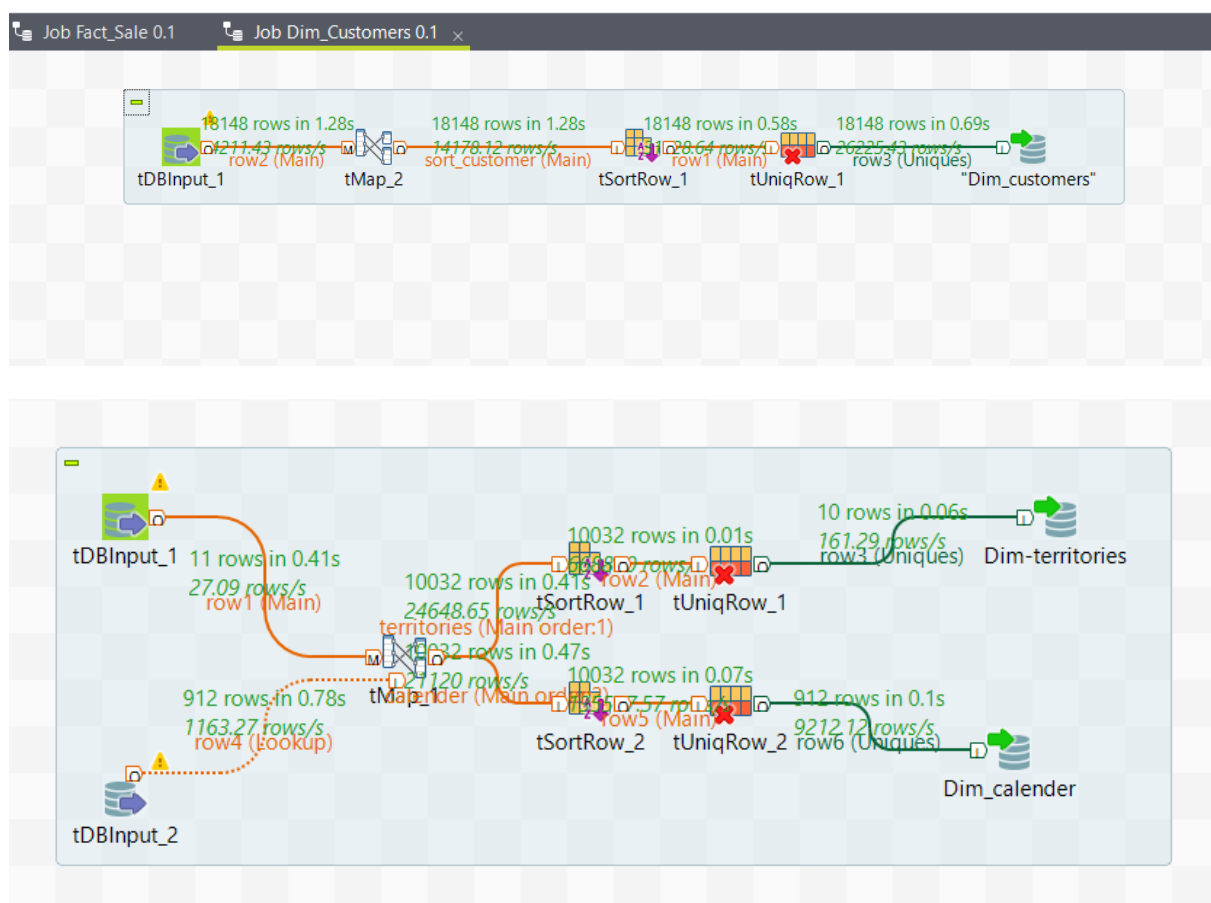 Job Fact_Sale 0.1
Job Dim_Customers 0.1
18148 rows in 1.28s
18148 rows in 1.28s
18148 rows in 0.58s
18148 rows in 0.69s
14178.12 rows/s
26225.43 rows/s
row2 (Main)
sort_customer (Main)
row1 (Main)
row3 (Uniques)
tDBInput_1
tMap_2
tSortRow_1
tUniqRow_1
"Dim_customers"
tDBInput_1
11 rows in 0.41s
27.09 rows/s
row1 (Main)
10032 rows in 0.41s
24648.65 rows/s
territories (Main order:1)
10032 rows in 0.01s
row2 (Main)
tSortRow_1
tUniqRow_1
10 rows in 0.06s
161.29 rows/s
row3 (Uniques)
Dim-territories
10032 rows in 0.47s
21120 rows/s
tMap_1
912 rows in 0.78s
1163.27 rows/s
row4 (Lookup)
10032 rows in 0.07s
row5 (Main)
tSortRow_2
tUniqRow_2
912 rows in 0.1s
9212.12 rows/s
row6 (Uniques)
Dim_calender
tDBInput_2